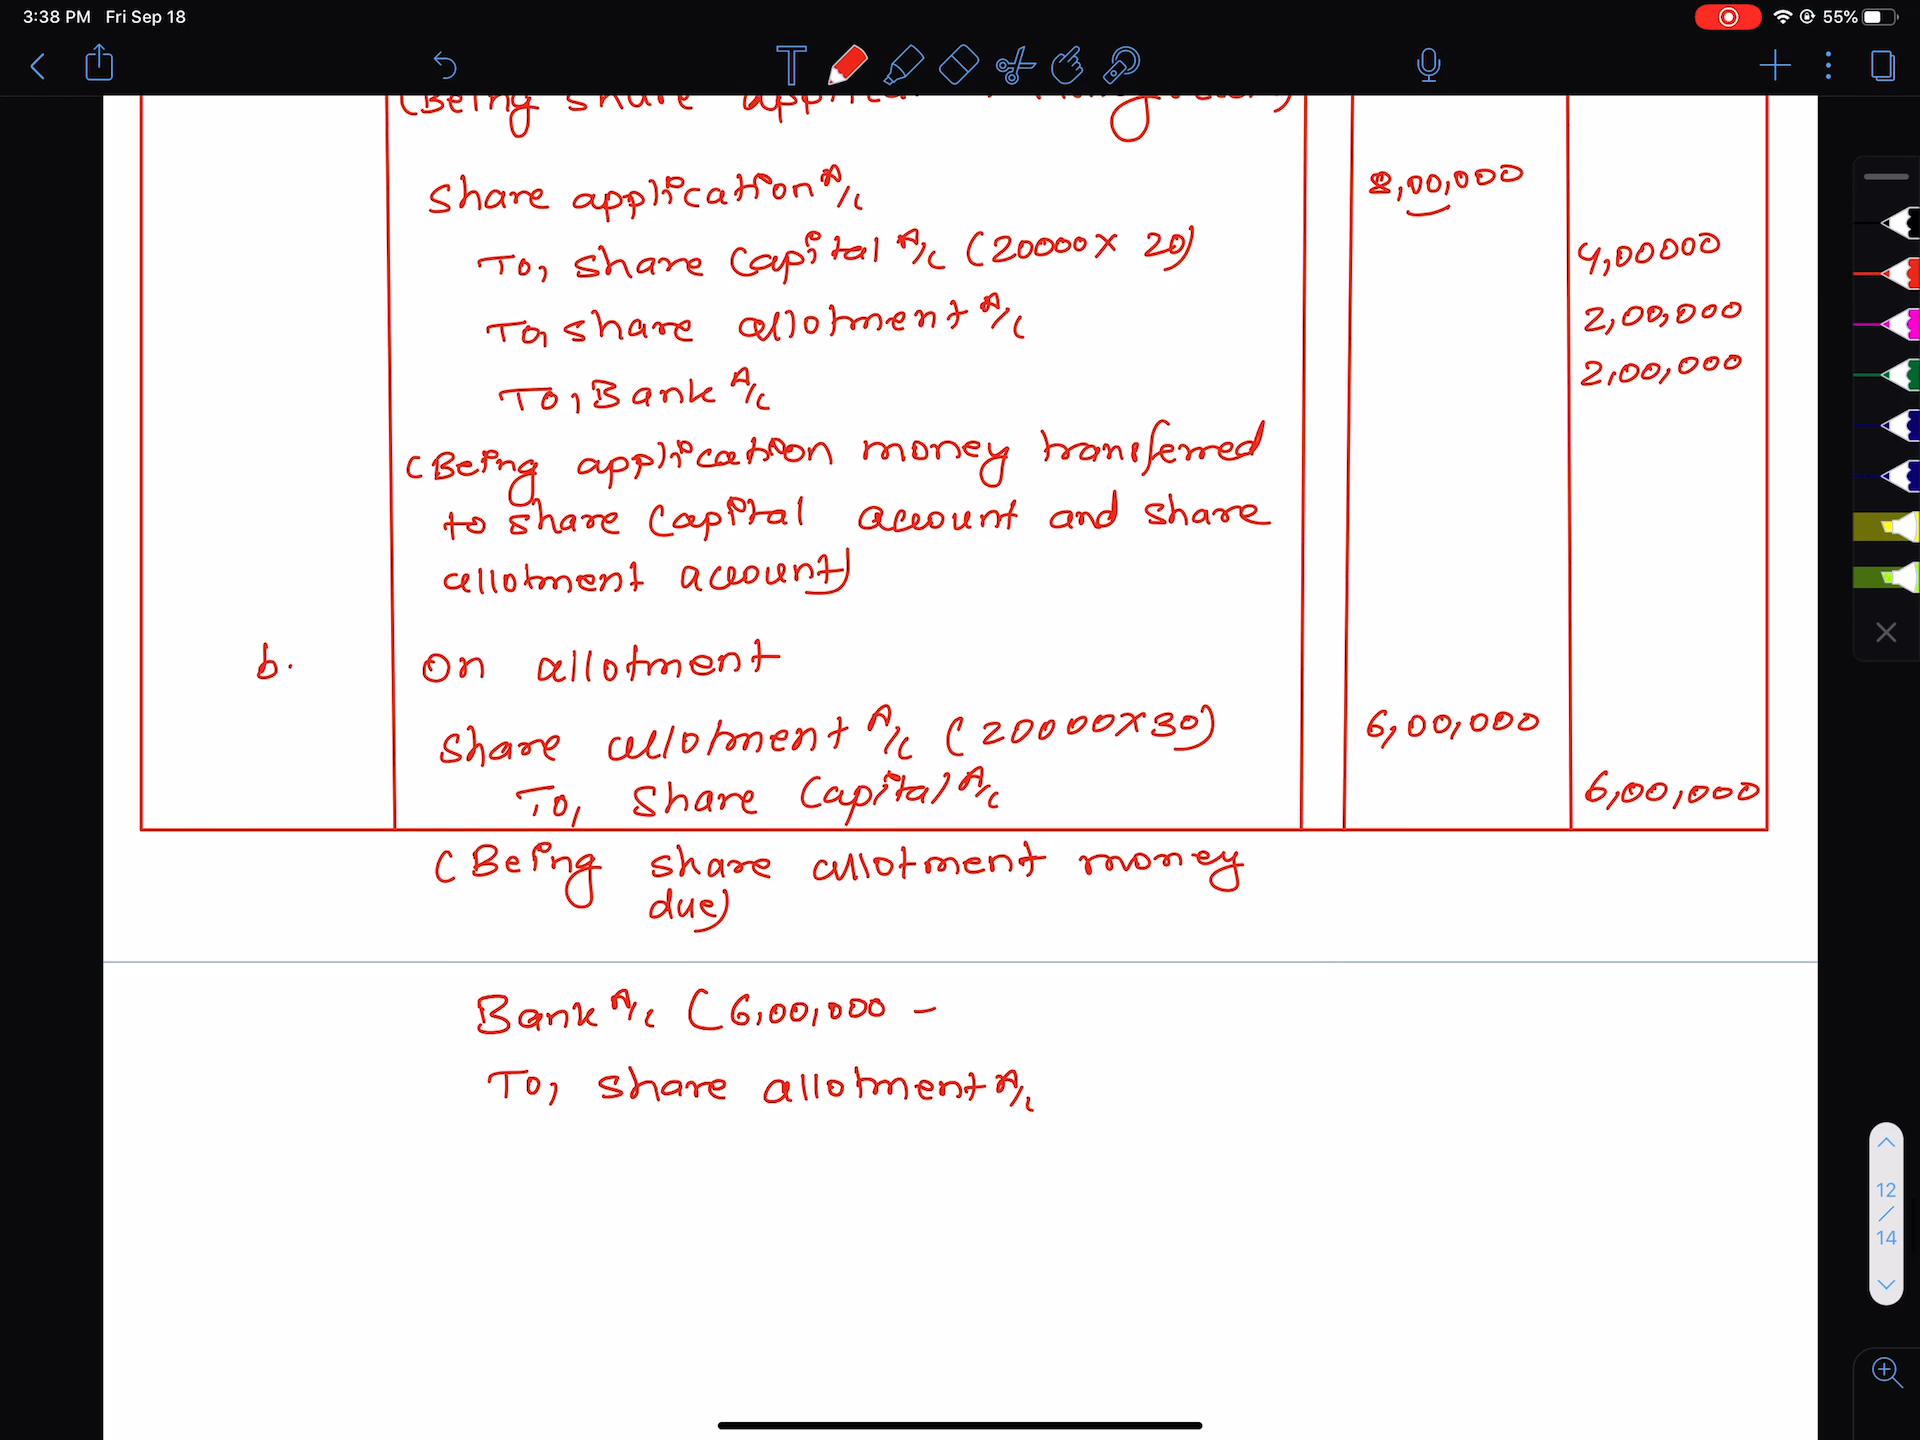 3:38 PM Fri Sep 18
55%
(Being share
Share application A/c 8,00,000
To, share Capital A/c (20000 X 20) 4,00000
To, share allotment A/c 2,00,000
To, Bank A/c 2,00,000
(Being application money transferred
to share Capital account and share
allotment account)
b. On allotment
Share allotment A/c (20000X30) 6,00,000
To, Share Capital A/c 6,00,000
(Being share allotment money
due)
Bank A/c (6,00,000 -
To, share allotment A/c
12
/
14